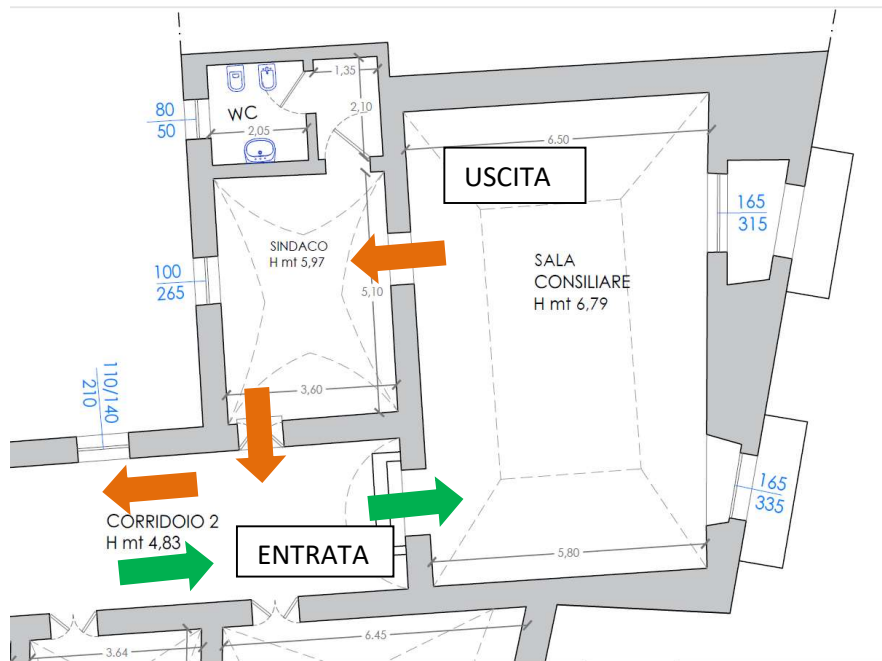 1,35
80
50
WC
2,10
2,05
6.50
USCITA
165
315
SINDACO
H mt 5,97
SALA
CONSILIARE
H mt 6,79
100
265
5,10
3,60
110/140
210
165
335
CORRIDOIO 2
H mt 4,83
ENTRATA
5,80
3.64
6.45